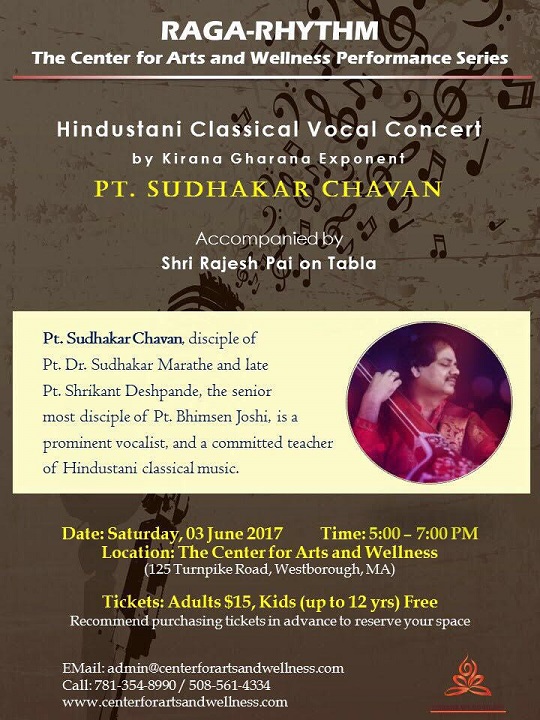 RAGA-RHYTHM
The Center for Arts and Wellness Performance Series
Hindustani Classical Vocal Concert
by Kirana Gharana Exponent
PT. SUDHAKAR CHAVAN
Accompanied by
Shri Rajesh Pai on Tabla
Pt. Sudhakar Chavan, disciple of
Pt. Dr. Sudhakar Marathe and late
Pt. Shrikant Deshpande, the senior
most disciple of Pt. Bhimsen Joshi, is a
prominent vocalist, and a committed teacher
of Hindustani classical music.
Date: Saturday, 03 June 2017 Time: 5:00 – 7:00 PM
Location: The Center for Arts and Wellness
(125 Turnpike Road, Westborough, MA)
Tickets: Adults $15, Kids (up to 12 yrs) Free
Recommend purchasing tickets in advance to reserve your space
EMail: admin@centerforartsandwellness.com
Call: 781-354-8990 / 508-561-4334
www.centerforartsandwellness.com